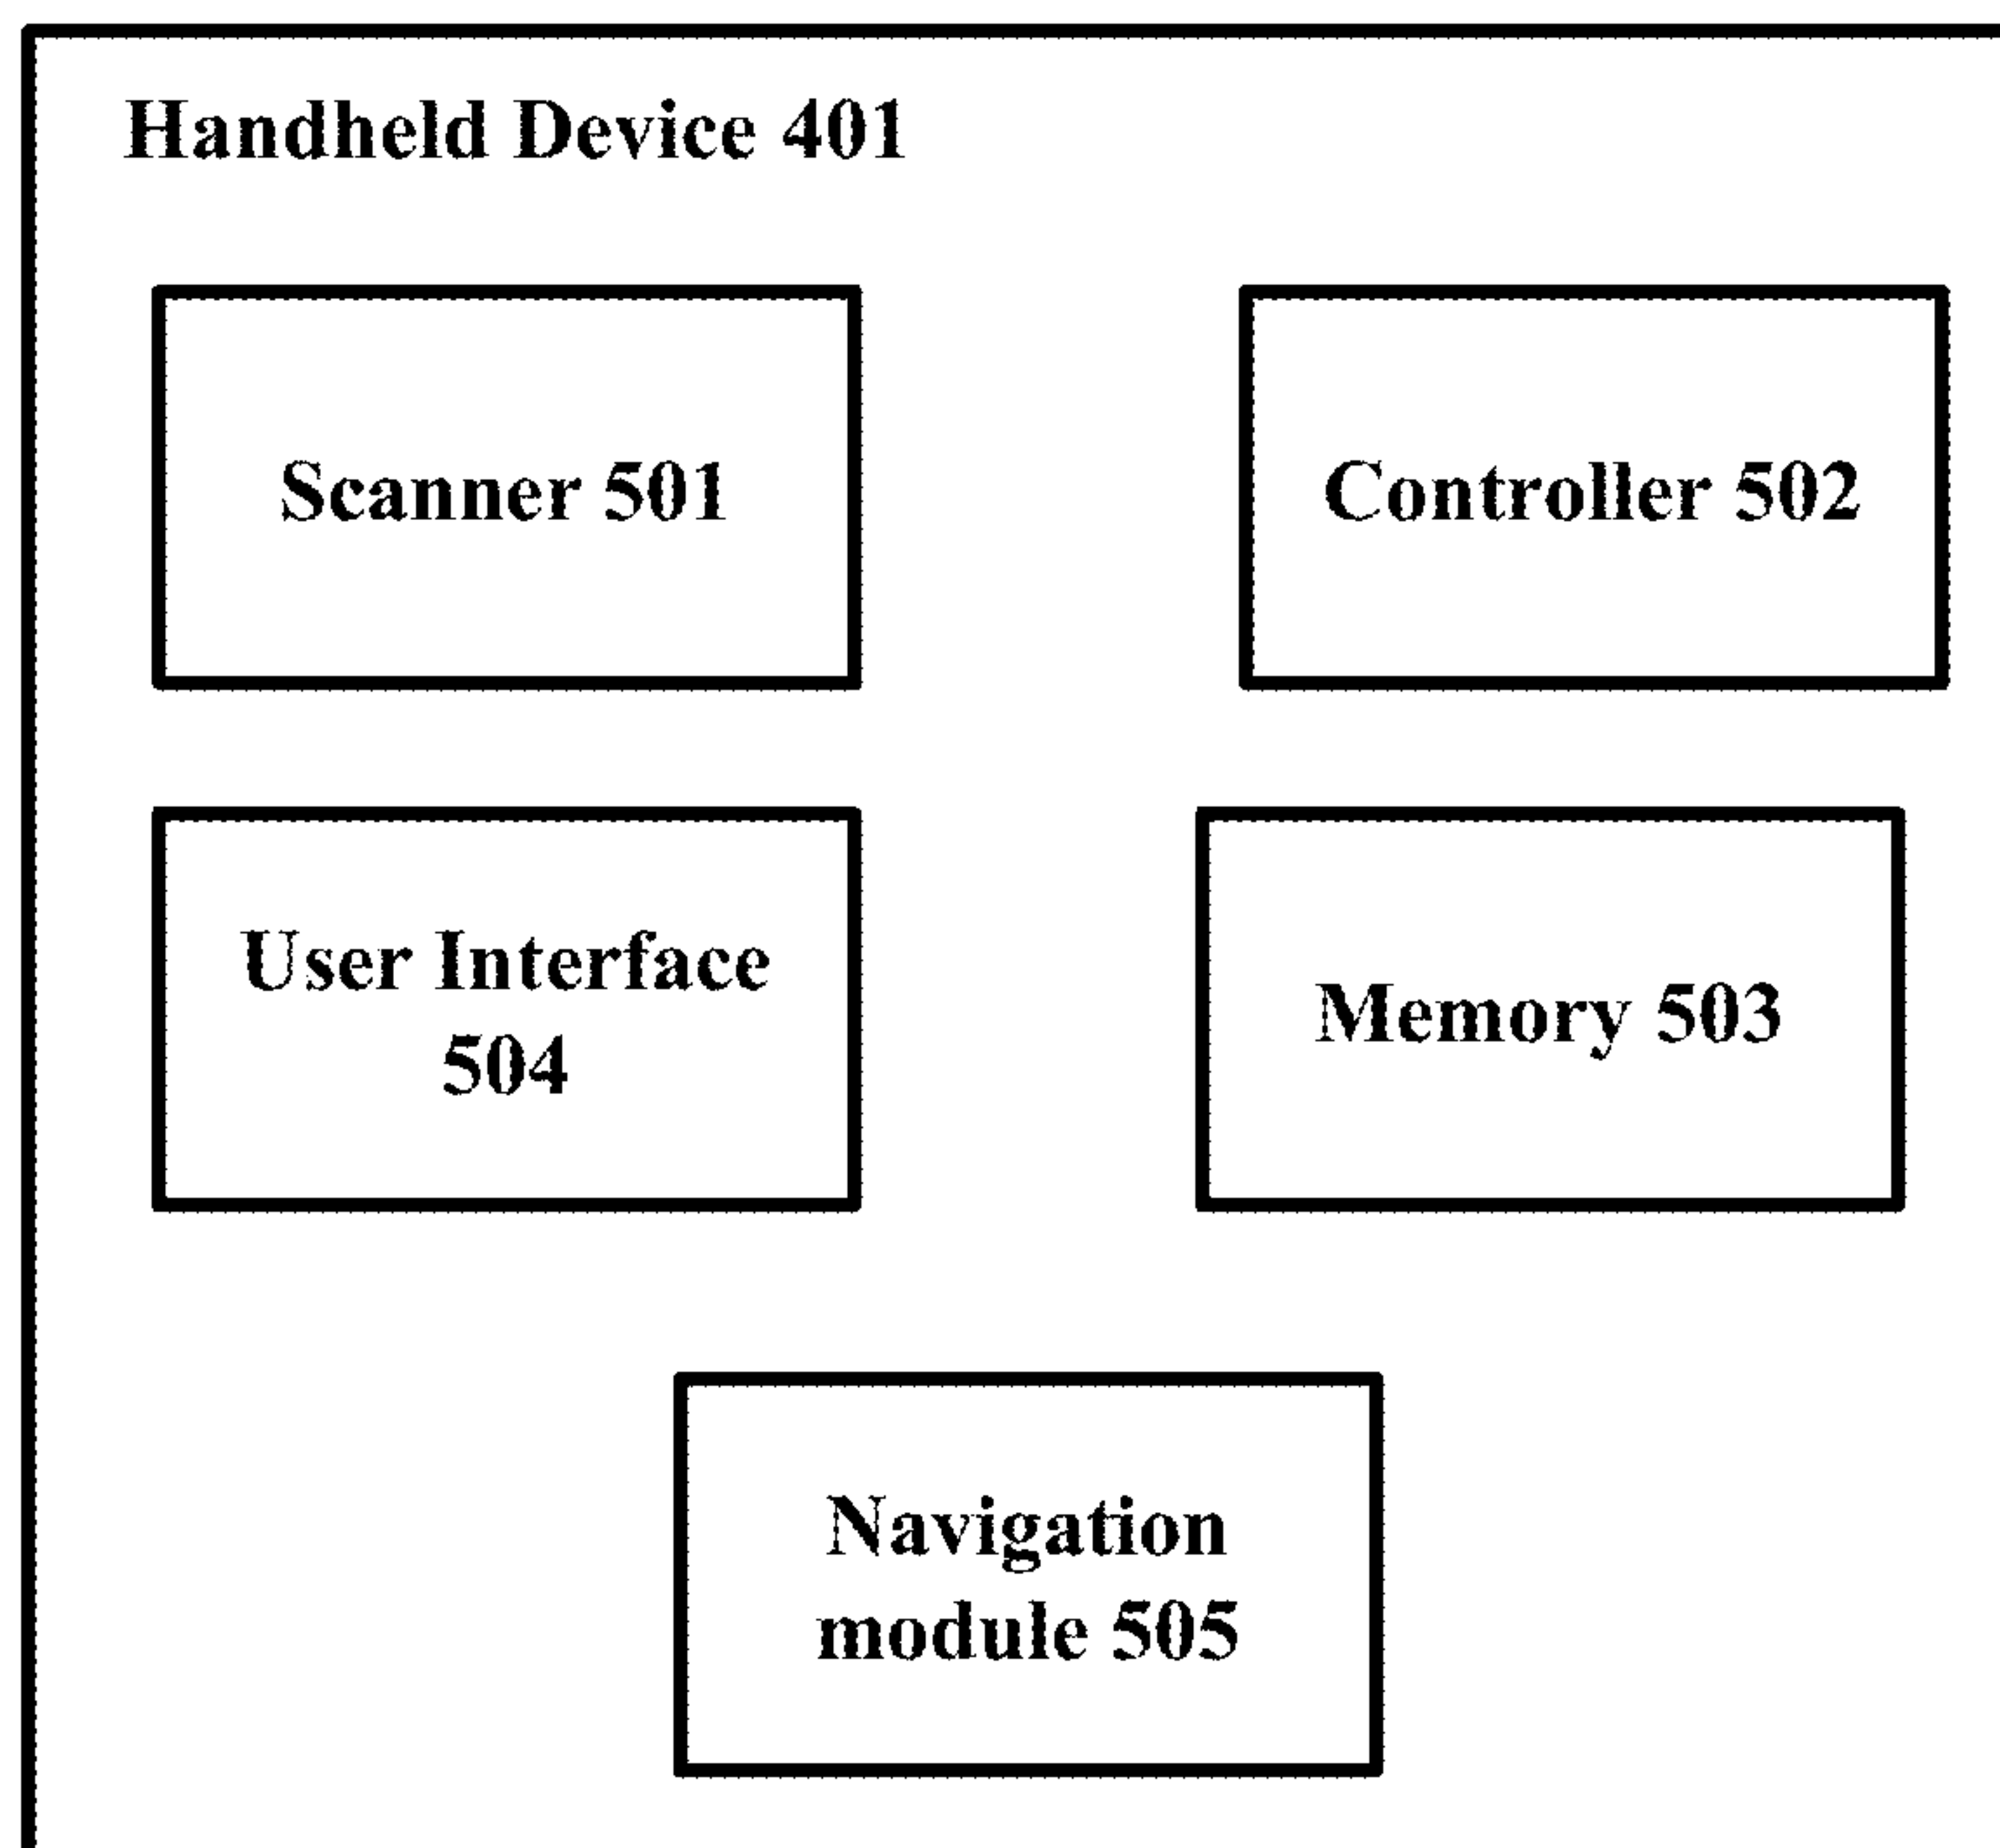 Handheld Device 401
Scanner 501
Controller 502
User Interface
504
Memory 503
Navigation
module 505